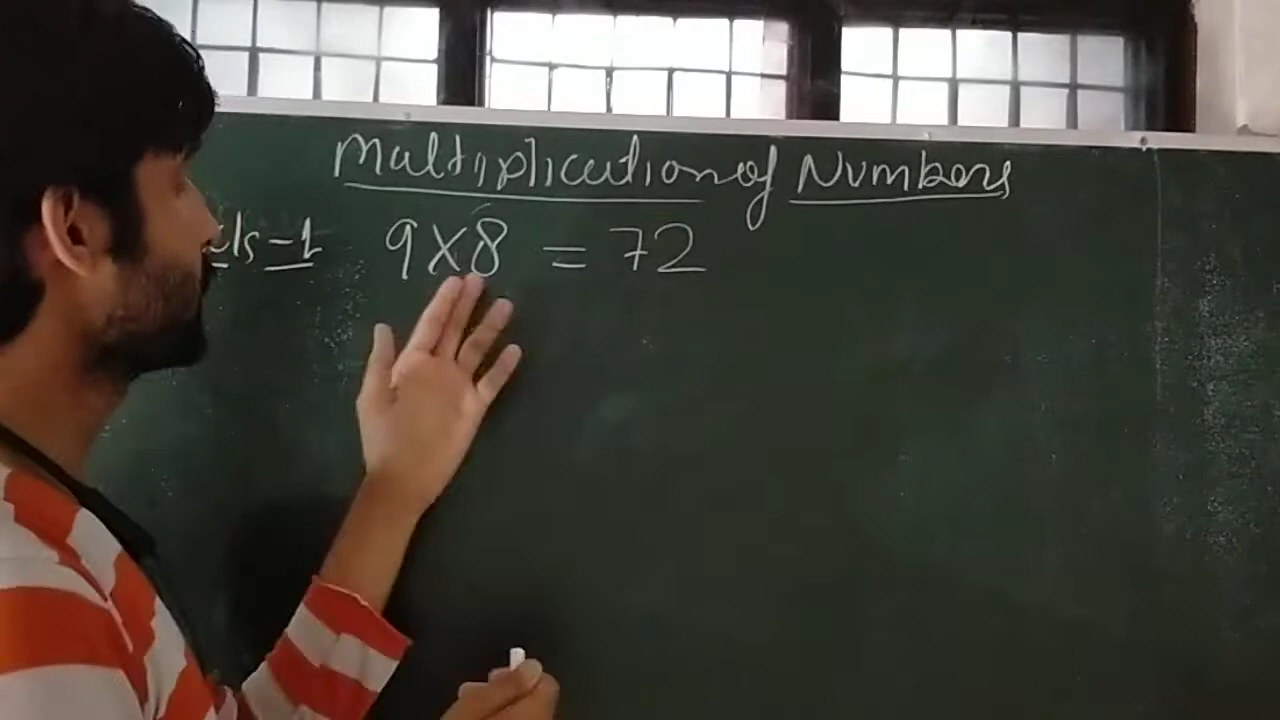 Multiplication of Numbers
9×8 = 72